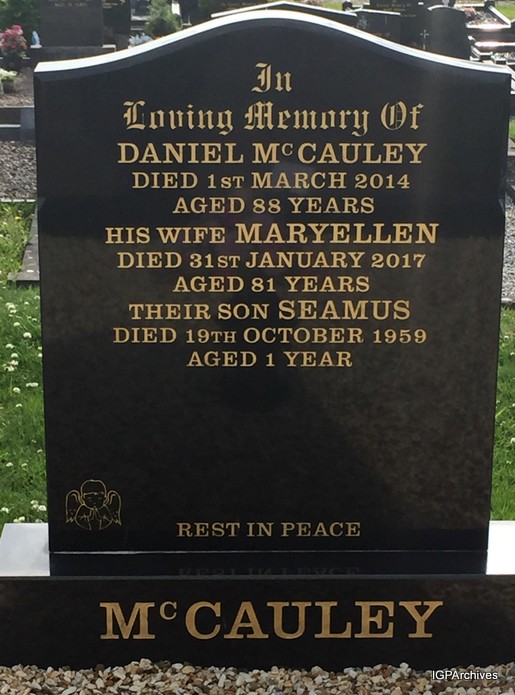 In
Loving Memory Of
DANIEL McCAULEY
DIED 1ST MARCH 2014
AGED 88 YEARS
HIS WIFE MARYELLEN
DIED 31ST JANUARY 2017
AGED 81 YEARS
THEIR SON SEAMUS
DIED 19TH OCTOBER 1959
AGED 1 YEAR
REST IN PEACE
McCAULEY
IGPArchives